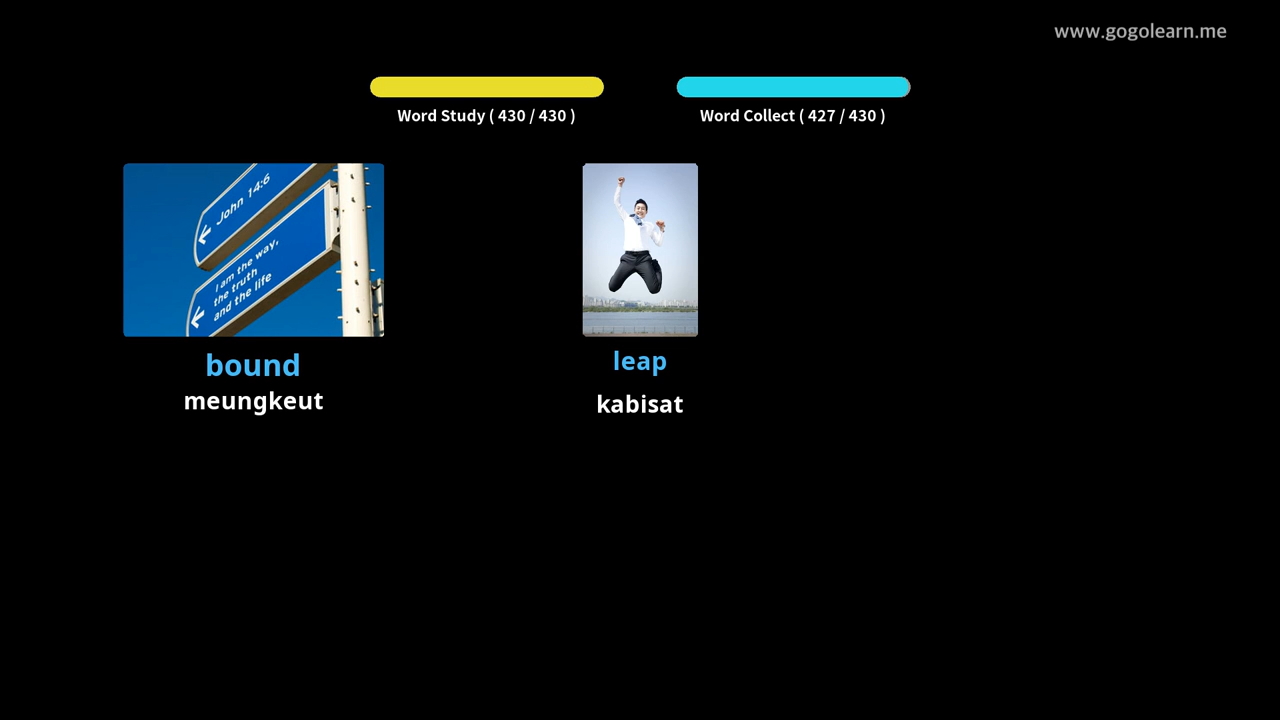 www.gogolearn.me
Word Study ( 430 / 430 )
Word Collect ( 427 / 430 )
John 14:6
I am the way,
the truth
and the life
bound
leap
meungkeut
kabisat